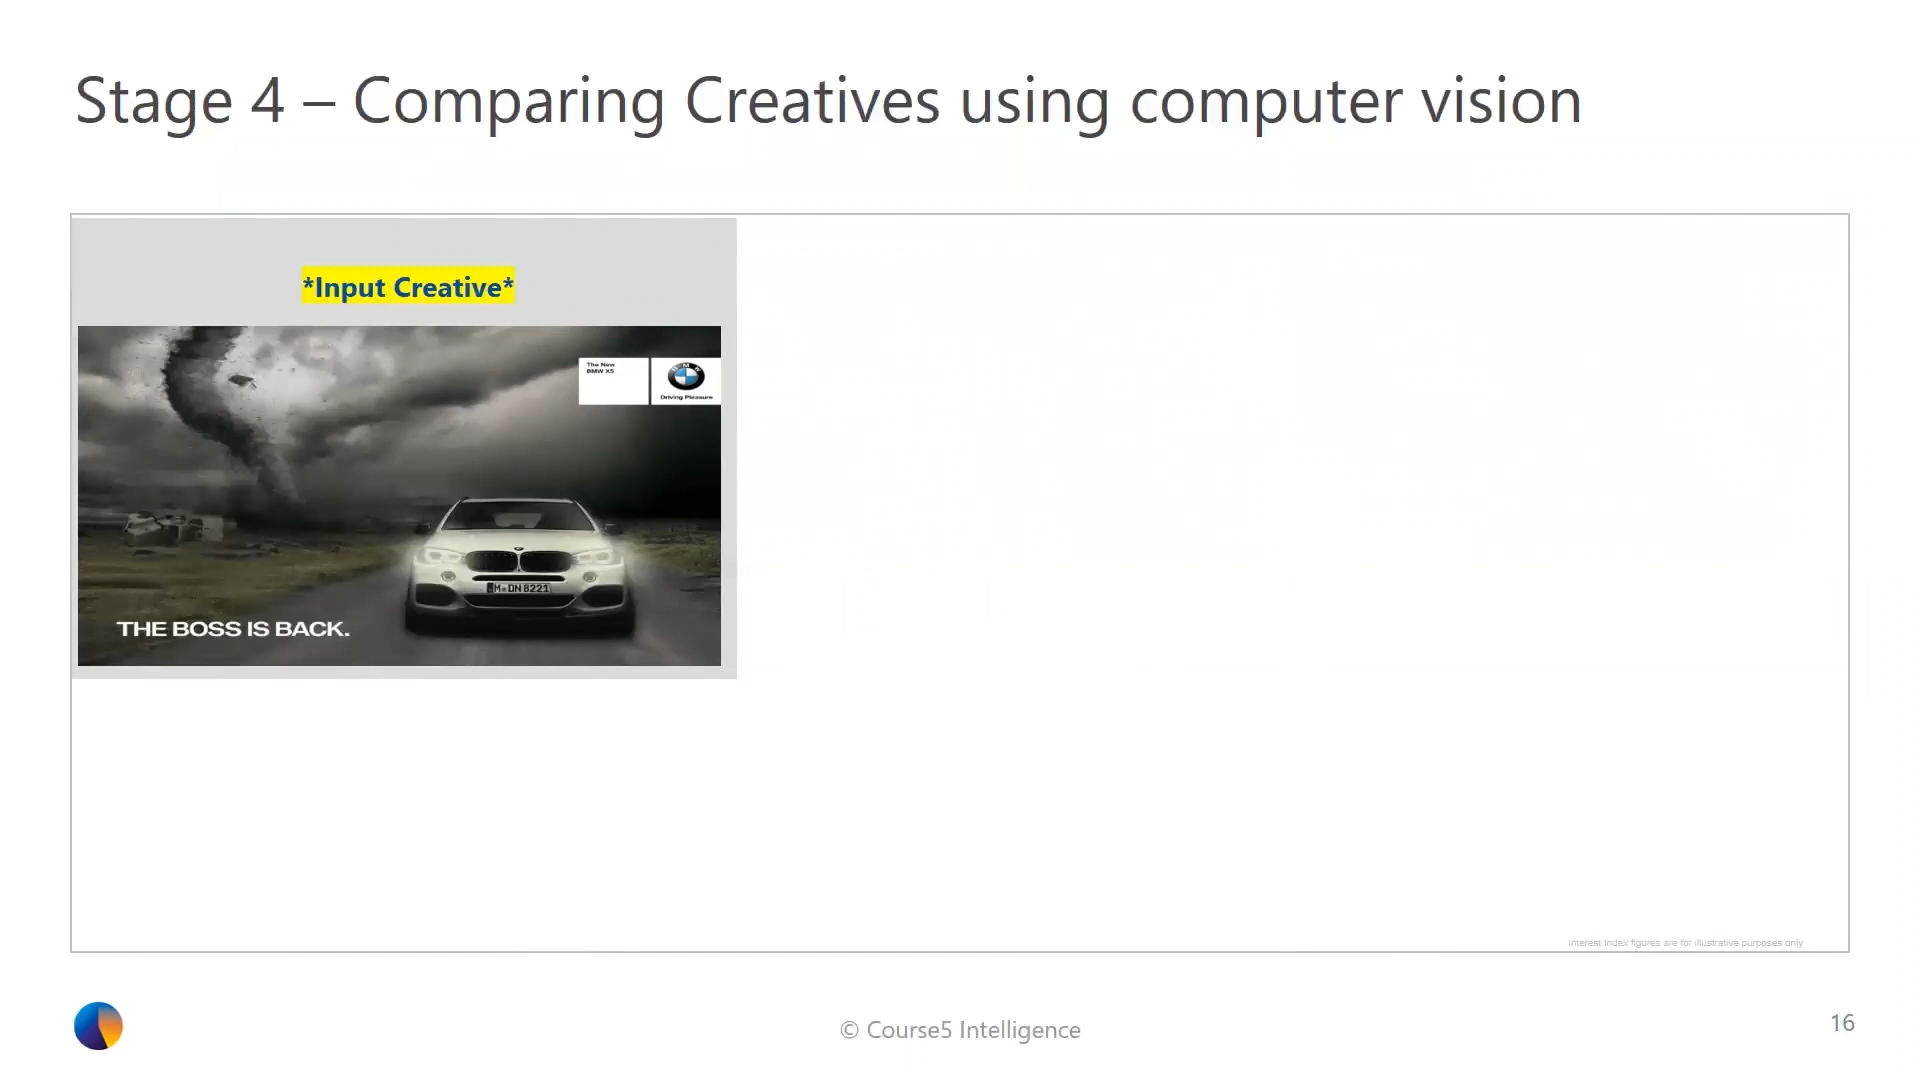 Stage 4 – Comparing Creatives using computer vision
*Input Creative*
The New
BMW X5
BMW
Driving Pleasure
M-DN 8221
THE BOSS IS BACK.
Interest Index figures are for illustrative purposes only
© Course5 Intelligence
16